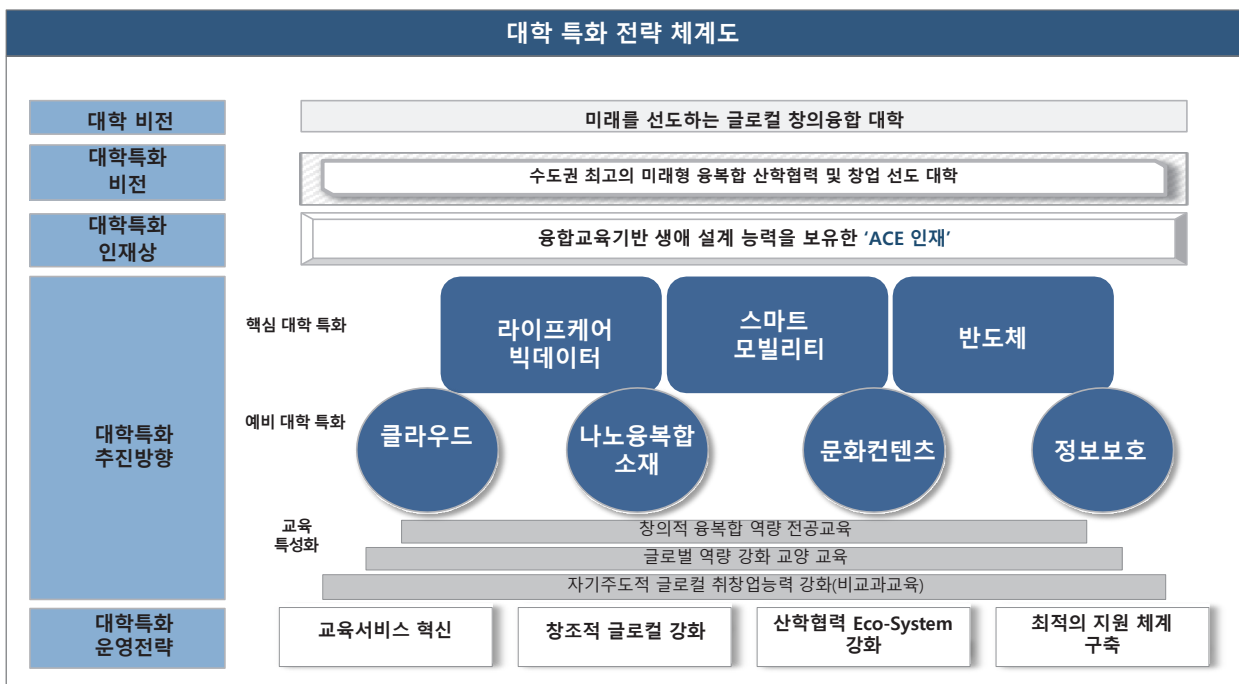 대학 특화 전략 체계도
대학 비전
미래를 선도하는 글로컬 창의융합 대학
대학특화
비전
수도권 최고의 미래형 융복합 산학협력 및 창업 선도 대학
대학특화
인재상
융합교육기반 생애 설계 능력을 보유한 ‘ACE 인재’
대학특화
추진방향
핵심 대학 특화
라이프케어
빅데이터
스마트
모빌리티
반도체
예비 대학 특화
클라우드
나노융복합
소재
문화컨텐츠
정보보호
교육
특성화
창의적 융복합 역량 전공교육
글로벌 역량 강화 교양 교육
자기주도적 글로컬 취창업능력 강화(비교과교육)
대학특화
운영전략
교육서비스 혁신
창조적 글로컬 강화
산학협력 Eco-System
강화
최적의 지원 체계
구축